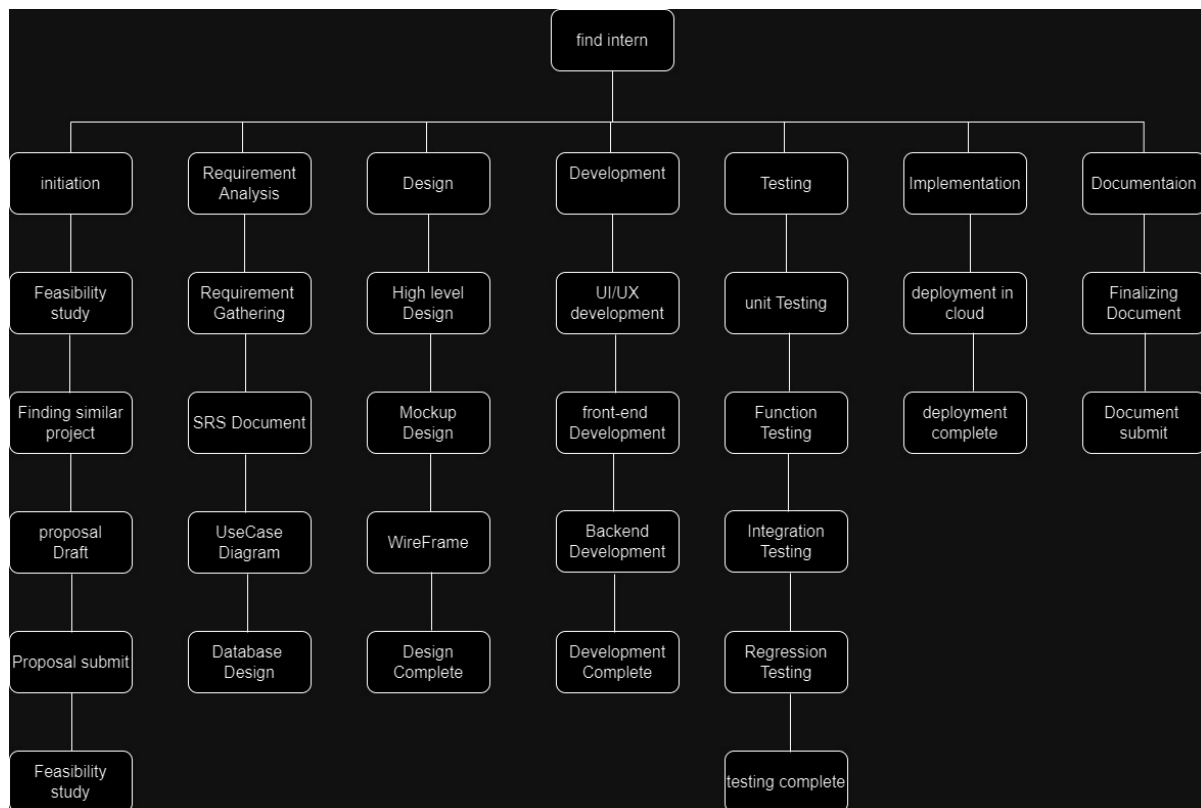 find intern
initiation
Requirement
Analysis
Design
Development
Testing
Implementation
Documentaion
Feasibility
study
Requirement
Gathering
High level
Design
UI/UX
development
unit Testing
deployment in
cloud
Finalizing
Document
Finding similar
project
SRS Document
Mockup
Design
front-end
Development
Function
Testing
deployment
complete
Document
submit
proposal
Draft
UseCase
Diagram
WireFrame
Backend
Development
Integration
Testing
Proposal submit
Database
Design
Design
Complete
Development
Complete
Regression
Testing
Feasibility
study
testing complete